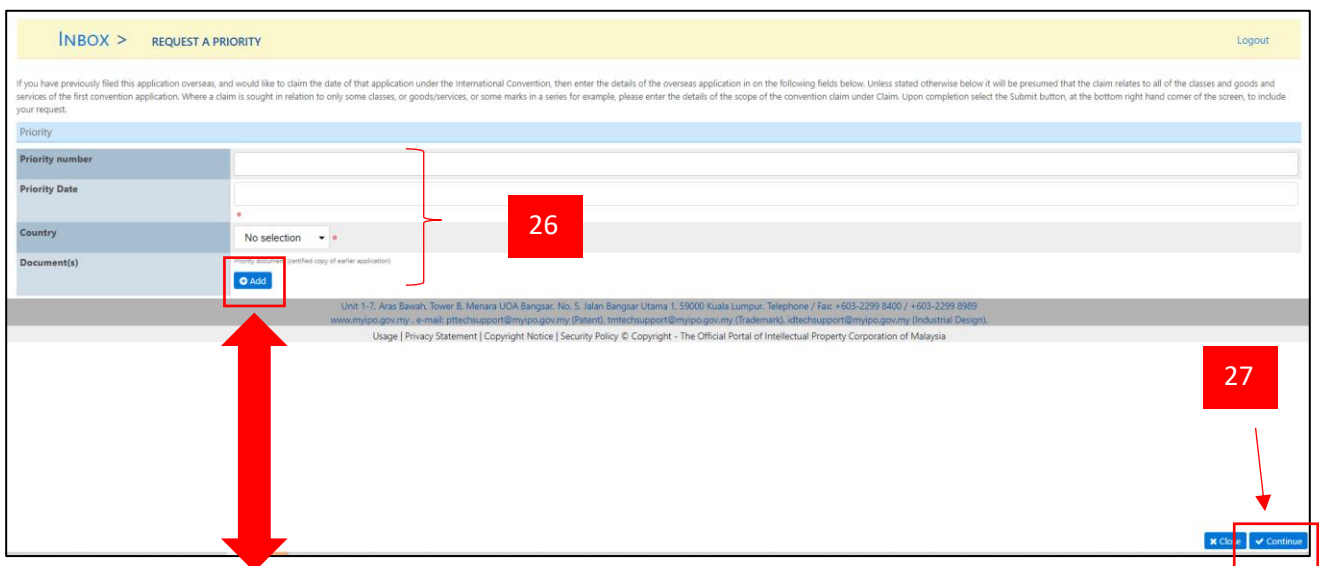 INBOX > REQUEST A PRIORITY
Logout
If you have previously filed this application overseas, and would like to claim the date of that application under the International Convention, then enter the details of the overseas application in on the following fields below. Unless stated otherwise below it will be presumed that the claim relates to all of the classes and goods and
services of the first convention application. Where a claim is sought in relation to only some classes, or goods/services, or some marks in a series for example, please enter the details of the scope of the convention claim under Claim. Upon completion select the Submit button, at the bottom right hand corner of the screen, to include
your request.
Priority
Priority number
Priority Date
*
26
Country
No selection *
Document(s)
Priority document (certified copy of earlier application)
Add
Unit 1-7, Aras Bawah, Tower B, Menara UOA Bangsar, No. 5, Jalan Bangsar Utama 1, 59000 Kuala Lumpur. Telephone / Fax: +603-2299 8400 / +603-2299 8989
www.myipo.gov.my , e-mail: pttechsupport@myipo.gov.my (Patent), tmtechsupport@myipo.gov.my (Trademark), idtechsupport@myipo.gov.my (Industrial Design).
Usage | Privacy Statement | Copyright Notice | Security Policy © Copyright - The Official Portal of Intellectual Property Corporation of Malaysia
27
Close
Continue